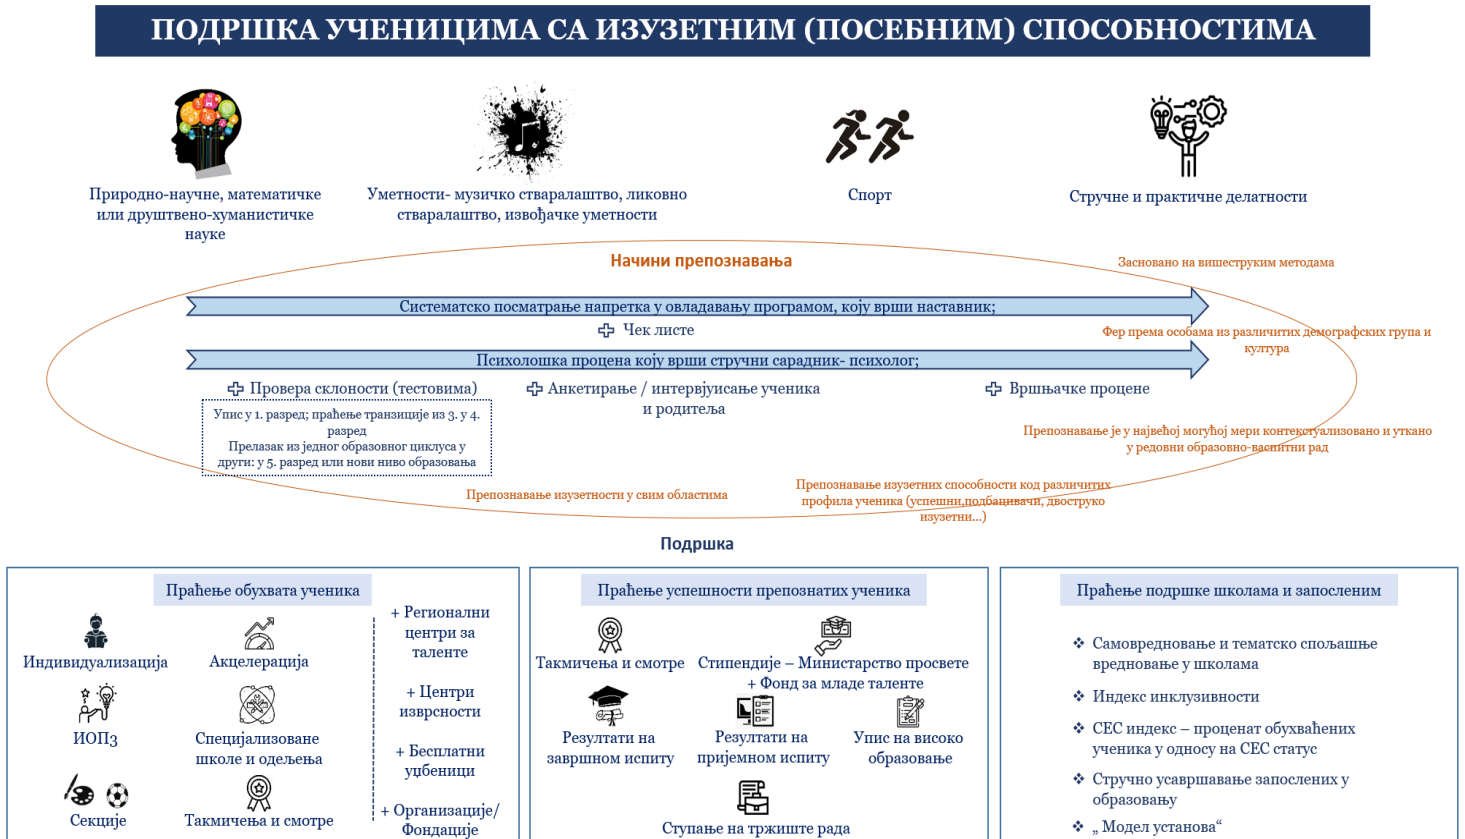 ПОДРШКА УЧЕНИЦИМА СА ИЗУЗЕТНИМ (ПОСЕБНИМ) СПОСОБНОСТИМА
Природно-научне, математичке
или друштвено-хуманистичке
науке
Уметности- музичко стваралаштво, ликовно
стваралаштво, извођачке уметности
Спорт
Стручне и практичне делатности
Начини препознавања
Засновано на вишеструким методама
Систематско посматрање напретка у овладавању програмом, коју врши наставник;
Чек листе
Фер према особама из различитих демографских група и
култура
Психолошка процена коју врши стручни сарадник- психолог;
Провера склоности (тестовима)
Анкетирање / интервјуисање ученика
и родитеља
Вршњачке процене
Упис у 1. разред; праћење транзиције из 3. у 4.
разред
Прелазак из једног образовног циклуса у
други: у 5. разред или нови ниво образовања
Препознавање је у највећој могућој мери контекстуализовано и уткано
у редовни образовно-васпитни рад
Препознавање изузетности у свим областима
Препознавање изузетних способности код различитих
профила ученика (успешни,подбацивачи, двоструко
изузетни...)
Подршка
Праћење обухвата ученика
Индивидуализација
Акцелерација
ИОП3
Специјализоване
школе и одељења
Секције
Такмичења и смотре
+ Регионални
центри за
таленте
+ Центри
изврсности
+ Бесплатни
уџбеници
+ Организације/
Фондације
Праћење успешности препознатих ученика
Такмичења и смотре
Стипендије – Министарство просвете
+ Фонд за младе таленте
Резултати на
завршном испиту
Резултати на
пријемном испиту
Упис на високо
образовање
Ступање на тржиште рада
Праћење подршке школама и запосленим
❖ Самовредновање и тематско спољашње
вредновање у школама
❖ Индекс инклузивности
❖ СЕС индекс – проценат обухваћених
ученика у односу на СЕС статус
❖ Стручно усавршавање запослених у
образовању
❖ „ Модел установа“